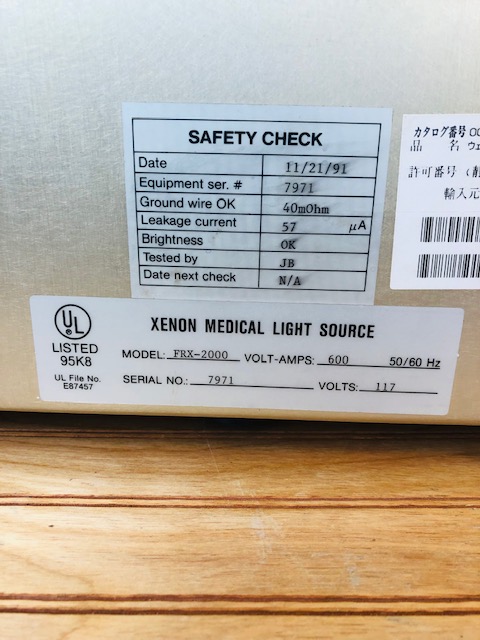 SAFETY CHECK
Date 11/21/91
Equipment ser. # 7971
Ground wire OK 40mOhm
Leakage current 57 µA
Brightness OK
Tested by JB
Date next check N/A
カタログ番号 00
品 名 ウェ
許可番号 (
輸入元
UL
LISTED
95K8
UL File No.
E87457
XENON MEDICAL LIGHT SOURCE
MODEL: FRX-2000 VOLT-AMPS: 600 50/60 Hz
SERIAL NO.: 7971 VOLTS: 117